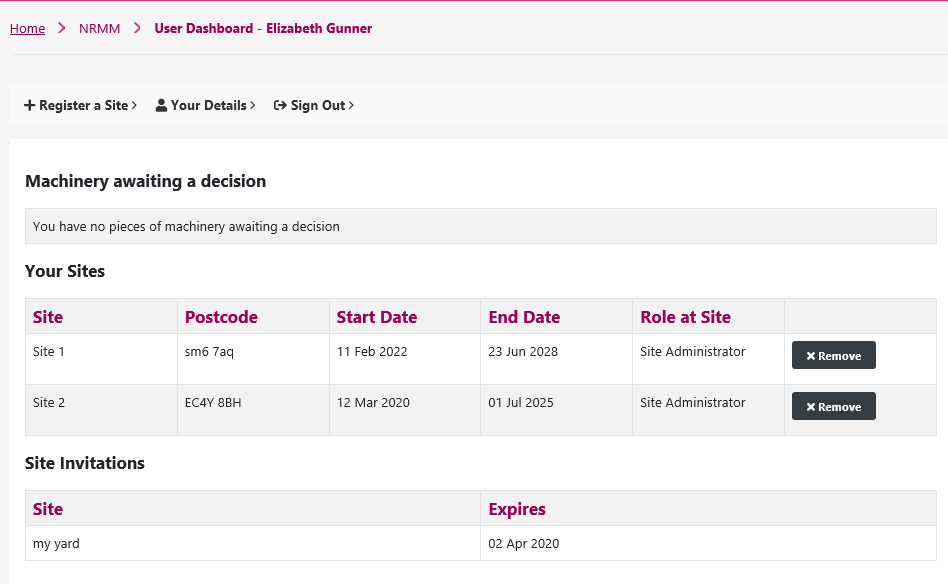 Home > NRMM > User Dashboard - Elizabeth Gunner
Register a Site > Your Details > Sign Out >
Machinery awaiting a decision
You have no pieces of machinery awaiting a decision
Your Sites
Site Postcode Start Date End Date Role at Site
Site 1 sm6 7aq 11 Feb 2022 23 Jun 2028 Site Administrator Remove
Site 2 EC4Y 8BH 12 Mar 2020 01 Jul 2025 Site Administrator Remove
Site Invitations
Site Expires
my yard 02 Apr 2020